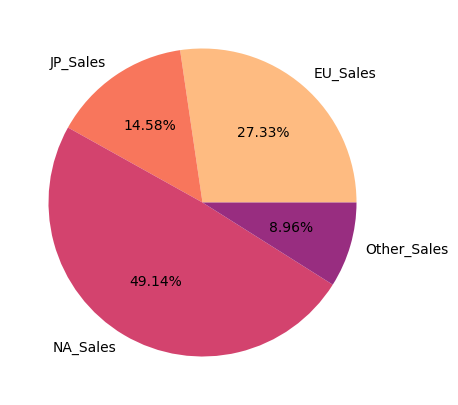 JP_Sales
EU_Sales
14.58%
27.33%
8.96%
Other_Sales
49.14%
NA_Sales